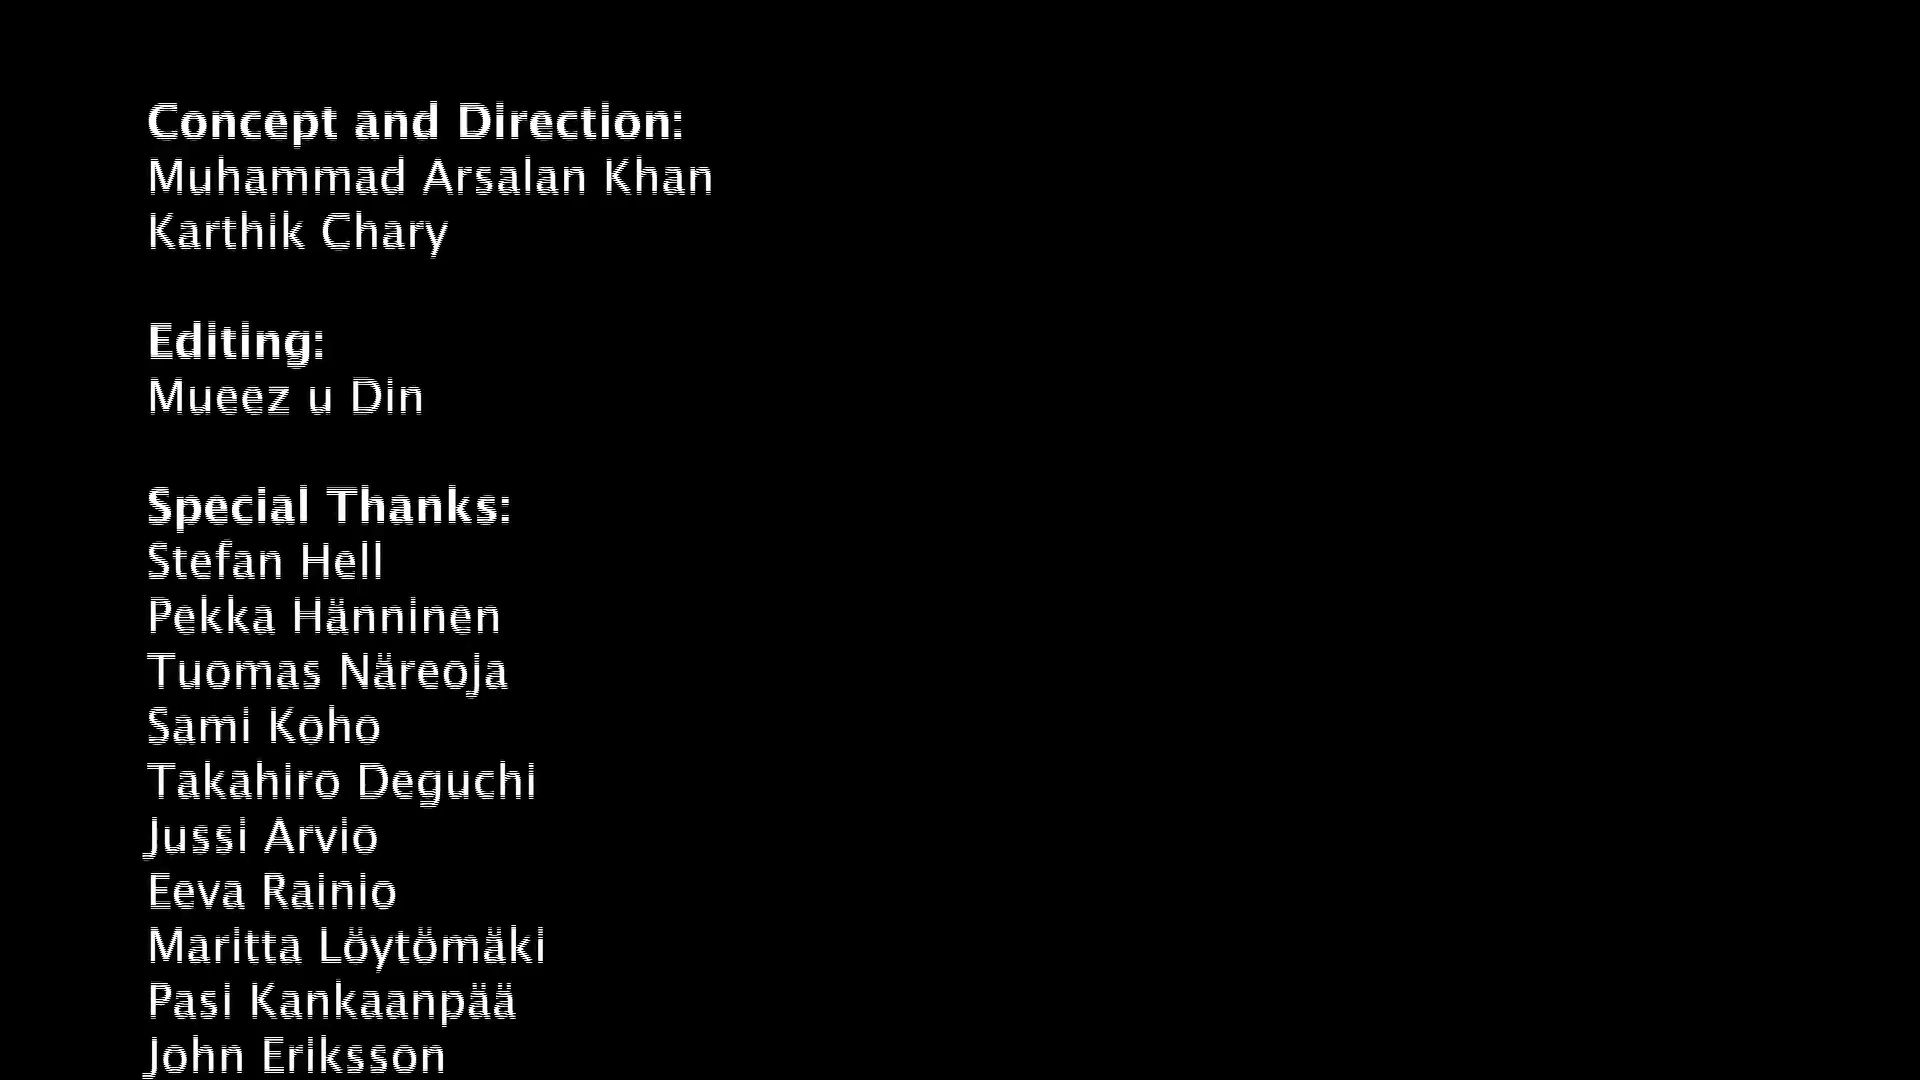 Concept and Direction:
Muhammad Arsalan Khan
Karthik Chary
Editing:
Mueez u Din
Special Thanks:
Stefan Hell
Pekka Hänninen
Tuomas Näreoja
Sami Koho
Takahiro Deguchi
Jussi Arvio
Eeva Rainio
Maritta Löytömäki
Pasi Kankaanpää
John Eriksson